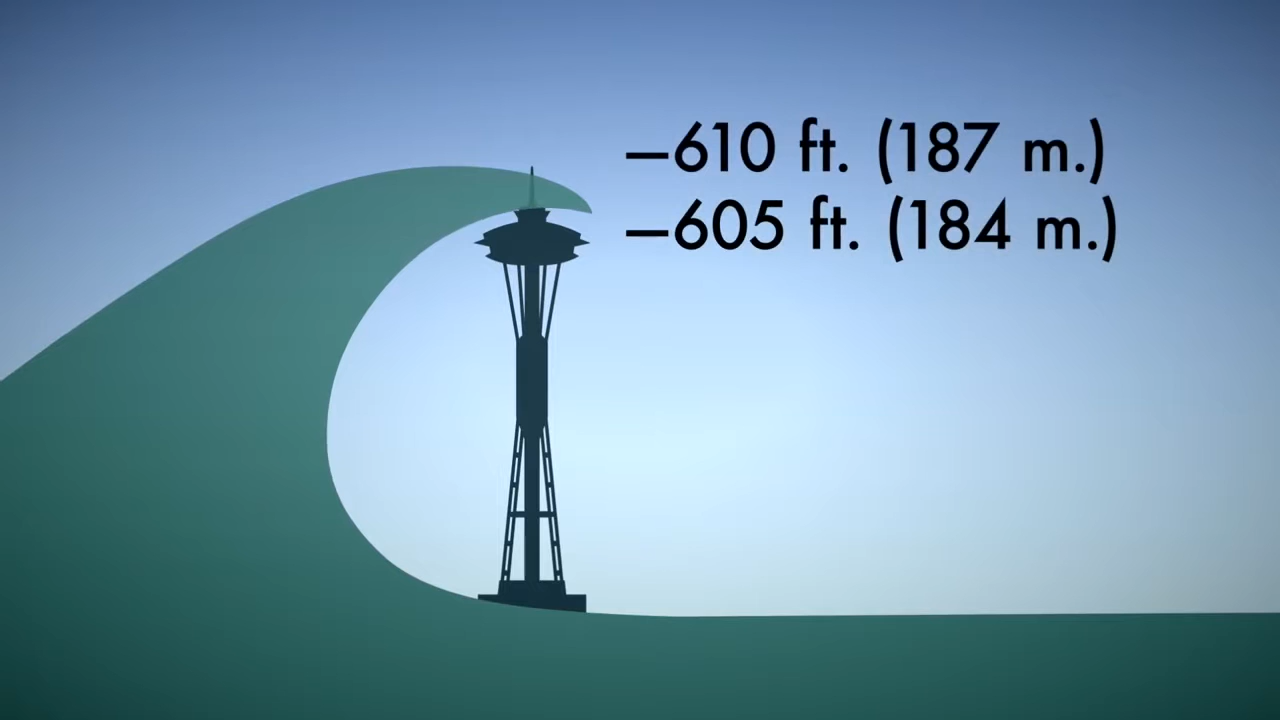 —610 ft. (187 m.)
—605 ft. (184 m.)